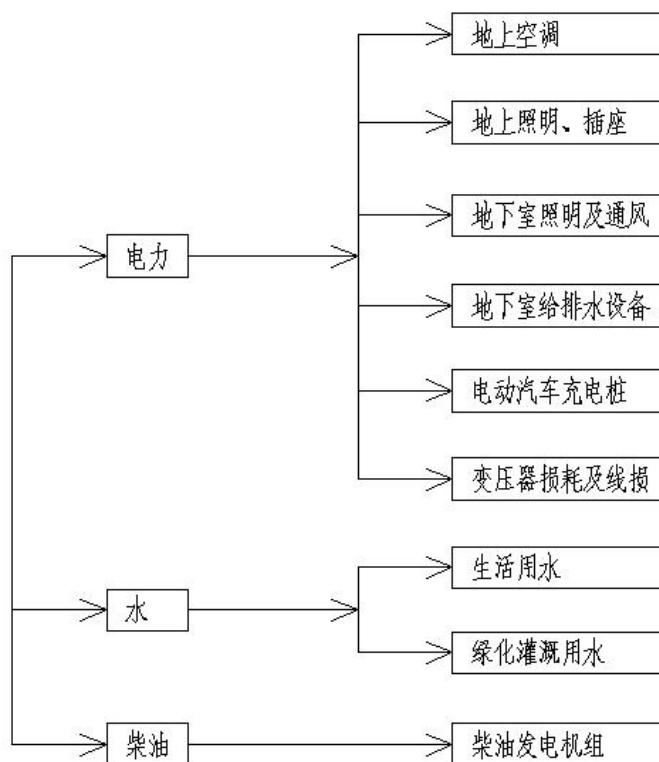 地上空调
地上照明、插座
地下室照明及通风
电力
地下室给排水设备
电动汽车充电桩
变压器损耗及线损
生活用水
水
绿化灌溉用水
柴油
柴油发电机组